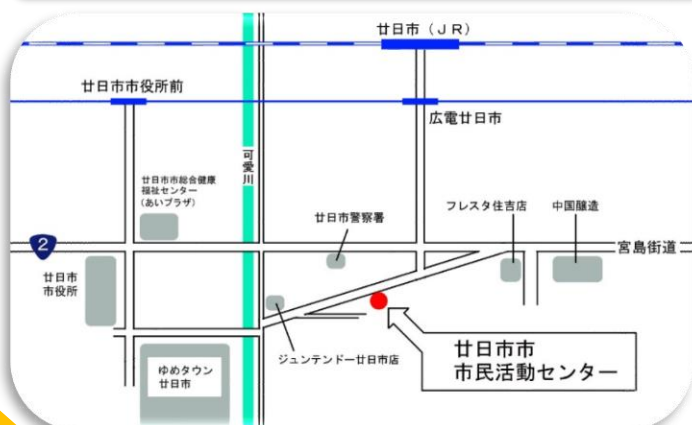 廿日市（ＪＲ）
廿日市市役所前
広電廿日市
可愛川
廿日市市総合健康
福祉センター
(あいプラザ)
廿日市警察署
フレスタ住吉店
中国醸造
2
宮島街道
廿日市
市役所
ジュンテンドー廿日市店
廿日市市
市民活動センター
ゆめタウン
廿日市